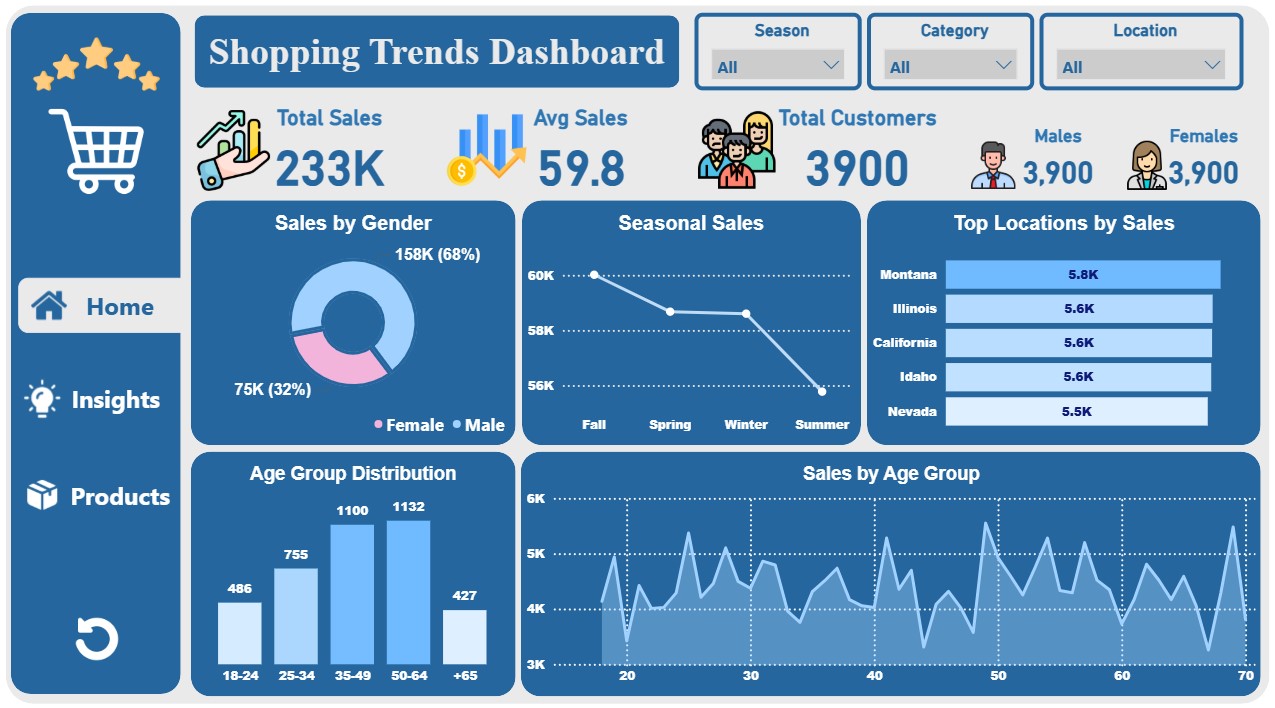 Shopping Trends Dashboard
Season
All
Category
All
Location
All
Total Sales
233K
Avg Sales
59.8
Total Customers
3900
Males
3,900
Females
3,900
Home
Insights
Products
Sales by Gender
158K (68%)
75K (32%)
Female Male
Seasonal Sales
60K
58K
56K
Fall Spring Winter Summer
Top Locations by Sales
Montana 5.8K
Illinois 5.6K
California 5.6K
Idaho 5.6K
Nevada 5.5K
Age Group Distribution
486 755 1100 1132 427
18-24 25-34 35-49 50-64 +65
Sales by Age Group
6K
5K
4K
3K
20 30 40 50 60 70
$